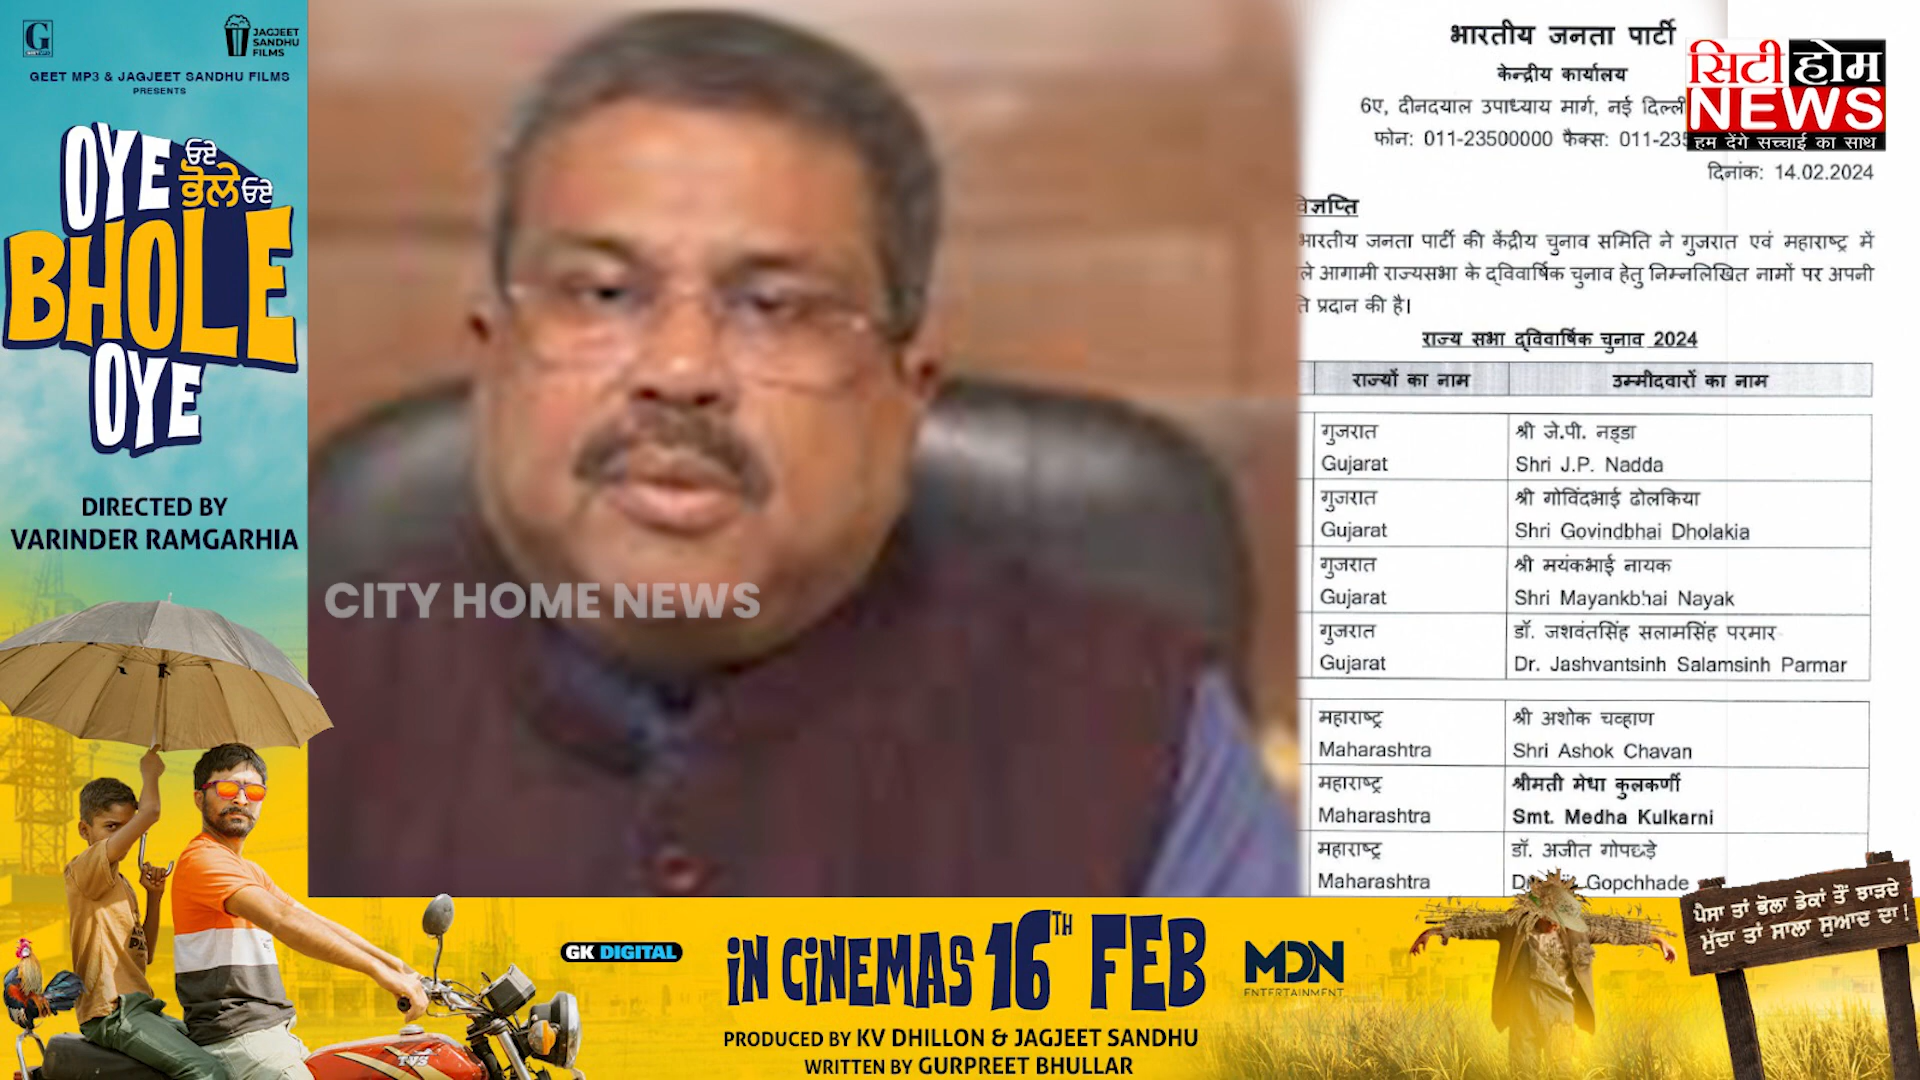 G
JAGJEET
SANDHU
FILMS
GEET MP3 & JAGJEET SANDHU FILMS
PRESENTS
OYE
ਓਏ
ਭੋਲੇ ਓਏ
BHOLE
OYE
DIRECTED BY
VARINDER RAMGARHIA
CITY HOME NEWS
भारतीय जनता पार्टी
केन्द्रीय कार्यालय
6ए, दीनदयाल उपाध्याय मार्ग, नई दिल्ली
फोन: 011-23500000 फैक्स: 011-235
सिटी होम
NEWS
हम देंगे सच्चाई का साथ
दिनांक: 14.02.2024
विज्ञप्ति
भारतीय जनता पार्टी की केंद्रीय चुनाव समिति ने गुजरात एवं महाराष्ट्र में
ले आगामी राज्यसभा के द्विवार्षिक चुनाव हेतु निम्नलिखित नामों पर अपनी
ति प्रदान की है।
राज्य सभा द्विवार्षिक चुनाव 2024
राज्यों का नाम उम्मीदवारों का नाम
गुजरात श्री जे.पी. नड्डा
Gujarat Shri J.P. Nadda
गुजरात श्री गोविंदभाई ढोलकिया
Gujarat Shri Govindbhai Dholakia
गुजरात श्री मयंकभाई नायक
Gujarat Shri Mayankbhai Nayak
गुजरात डॉ. जशवंतसिंह सलामसिंह परमार
Gujarat Dr. Jashvantsinh Salamsinh Parmar
महाराष्ट्र श्री अशोक चव्हाण
Maharashtra Shri Ashok Chavan
महाराष्ट्र श्रीमती मेधा कुलकर्णी
Maharashtra Smt. Medha Kulkarni
महाराष्ट्र डॉ. अजीत गोपछड़े
Maharashtra Gopchhade
TVS
GK DIGITAL
IN CINEMAS 16TH FEB
MDN
ENTERTAINMENT
PRODUCED BY KV DHILLON & JAGJEET SANDHU
WRITTEN BY GURPREET BHULLAR
ਪੈਸਾ ਤਾਂ ਭੋਲਾ ਡੇਕਾਂ ਤੋਂ ਝਾੜਦੇ
ਮੁੱਦਾ ਤਾਂ ਸਾਲਾ ਸੁਆਦ ਦਾ!